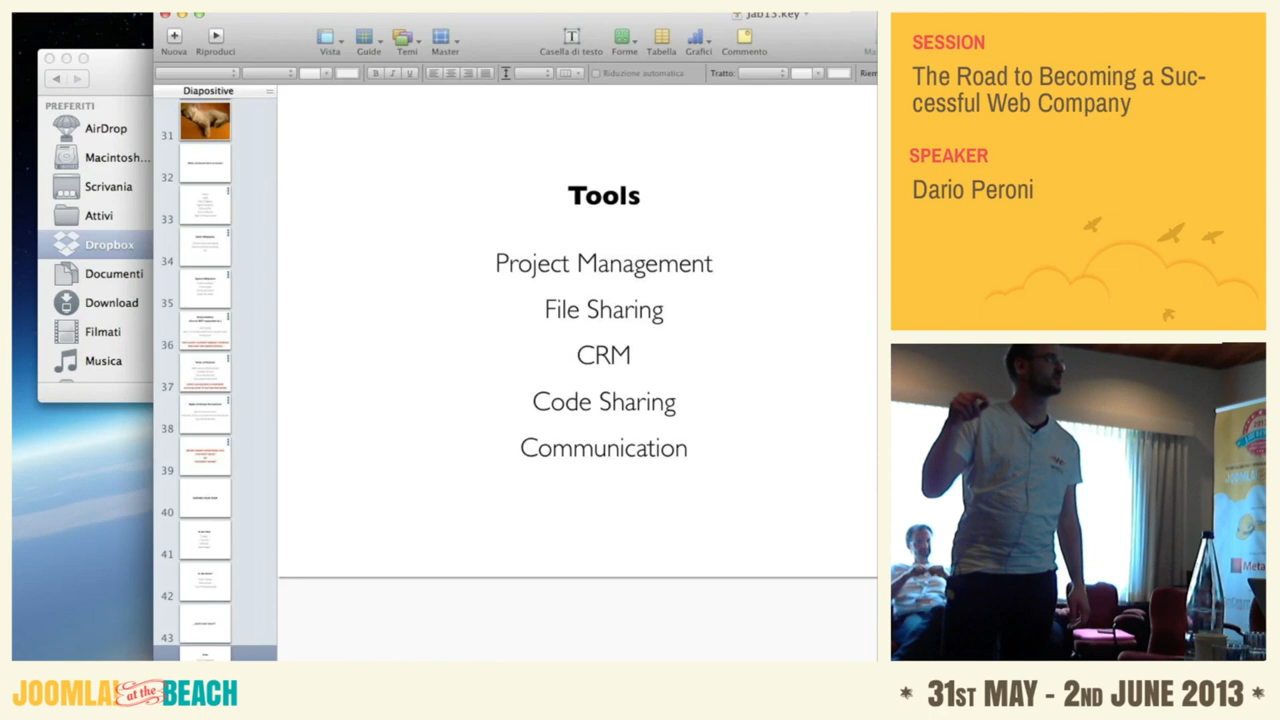 Jab13.key
Nuova
Riproduci
Vista
Guide
Temi
Master
Casella di testo
Forme
Tabella
Grafici
Commento
B I U
Riduzione automatica
Tratto:
Riem
PREFERITI
AirDrop
Macintosh...
Scrivania
Attivi
Dropbox
Documenti
Download
Filmati
Musica
Diapositive
31
32
33
34
35
36
37
38
39
40
41
42
43
Tools
Project Management
File Sharing
CRM
Code Sharing
Communication
SESSION
The Road to Becoming a Suc-
cessful Web Company
SPEAKER
Dario Peroni
JOOMLA! at the BEACH
* 31ST MAY - 2ND JUNE 2013 *